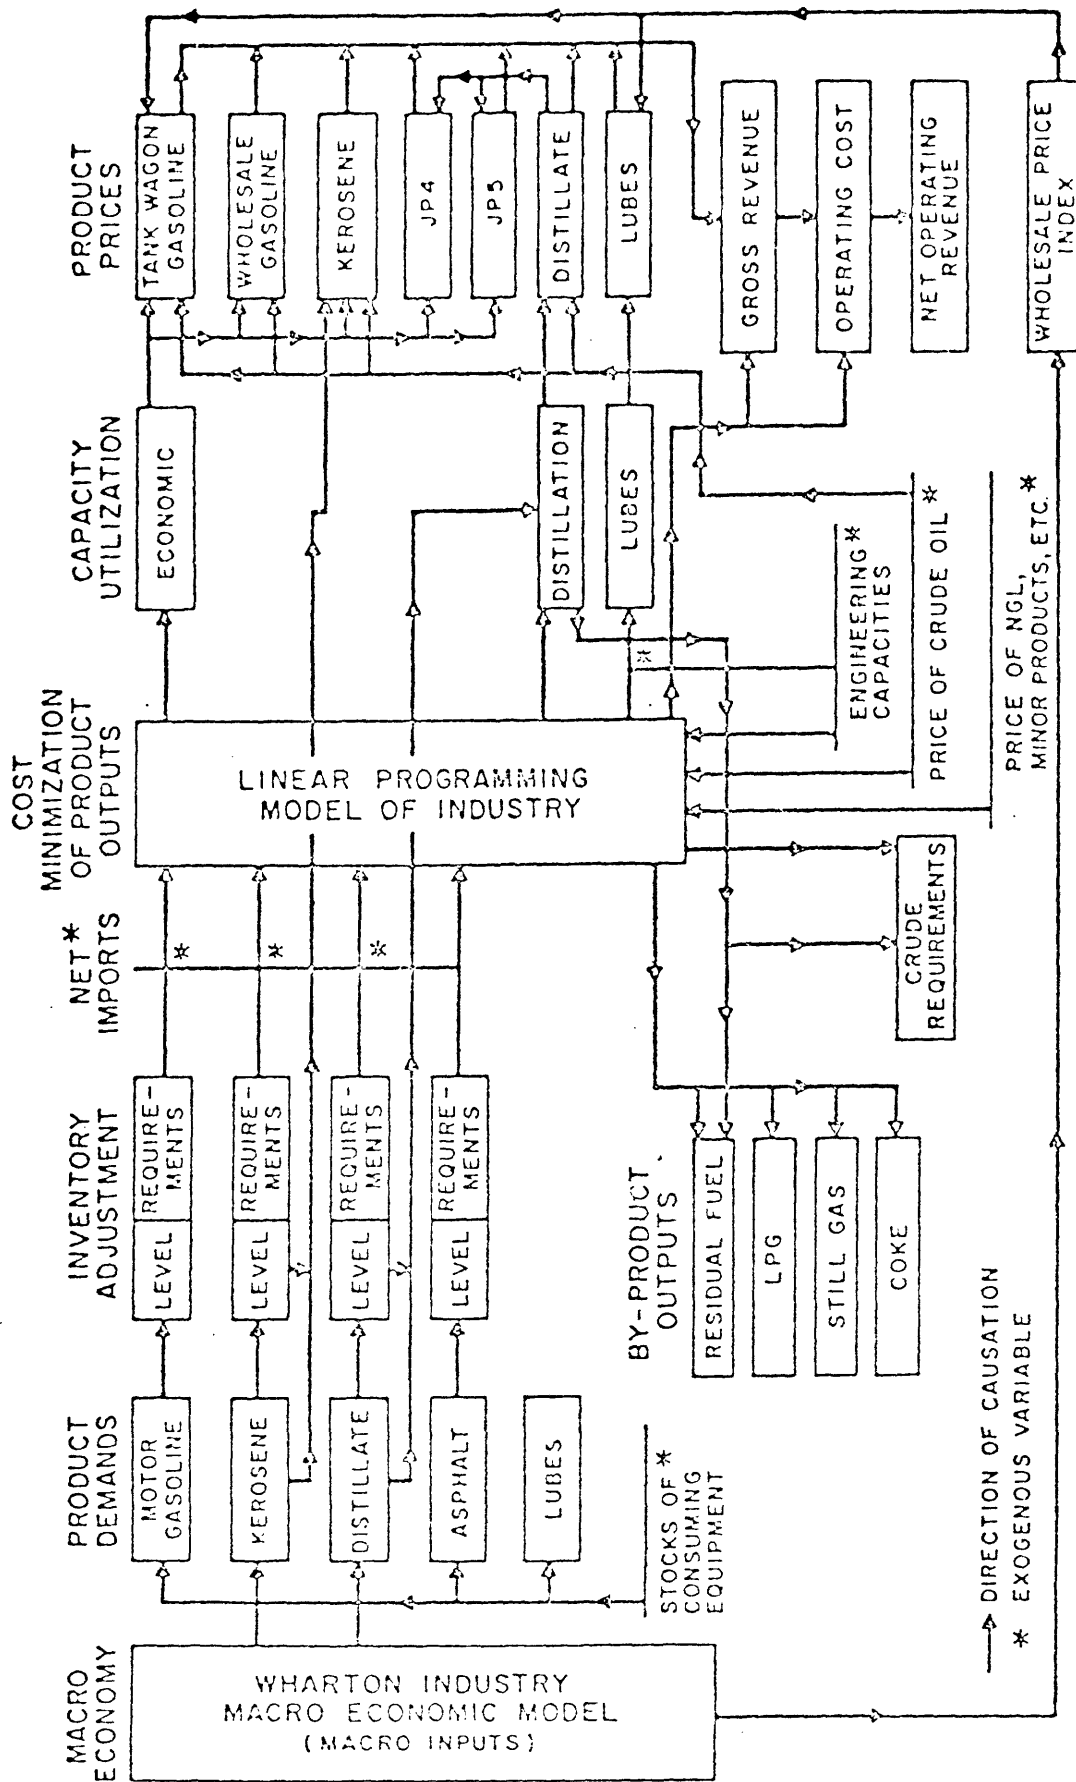 MACRO
ECONOMY
PRODUCT
DEMANDS
INVENTORY
ADJUSTMENT
NET *
IMPORTS
COST
MINIMIZATION
OF PRODUCT
OUTPUTS
CAPACITY
UTILIZATION
PRODUCT
PRICES
WHARTON INDUSTRY
MACRO ECONOMIC MODEL
(MACRO INPUTS)
MOTOR
GASOLINE
KEROSENE
DISTILLATE
ASPHALT
LUBES
STOCKS OF *
CONSUMING
EQUIPMENT
LEVEL
REQUIRE-
MENTS
LEVEL
REQUIRE-
MENTS
LEVEL
REQUIRE-
MENTS
LEVEL
REQUIRE-
MENTS
*
*
*
LINEAR PROGRAMMING
MODEL OF INDUSTRY
ECONOMIC
DISTILLATION
LUBES
*
TANK WAGON
GASOLINE
WHOLESALE
GASOLINE
KEROSENE
JP4
JP5
DISTILLATE
LUBES
GROSS REVENUE
OPERATING COST
NET OPERATING
REVENUE
WHOLESALE PRICE
INDEX
ENGINEERING *
CAPACITIES
PRICE OF CRUDE OIL *
PRICE OF NGL,
MINOR PRODUCTS, ETC. *
CRUDE
REQUIREMENTS
BY-PRODUCT
OUTPUTS
RESIDUAL FUEL
LPG
STILL GAS
COKE
DIRECTION OF CAUSATION
* EXOGENOUS VARIABLE